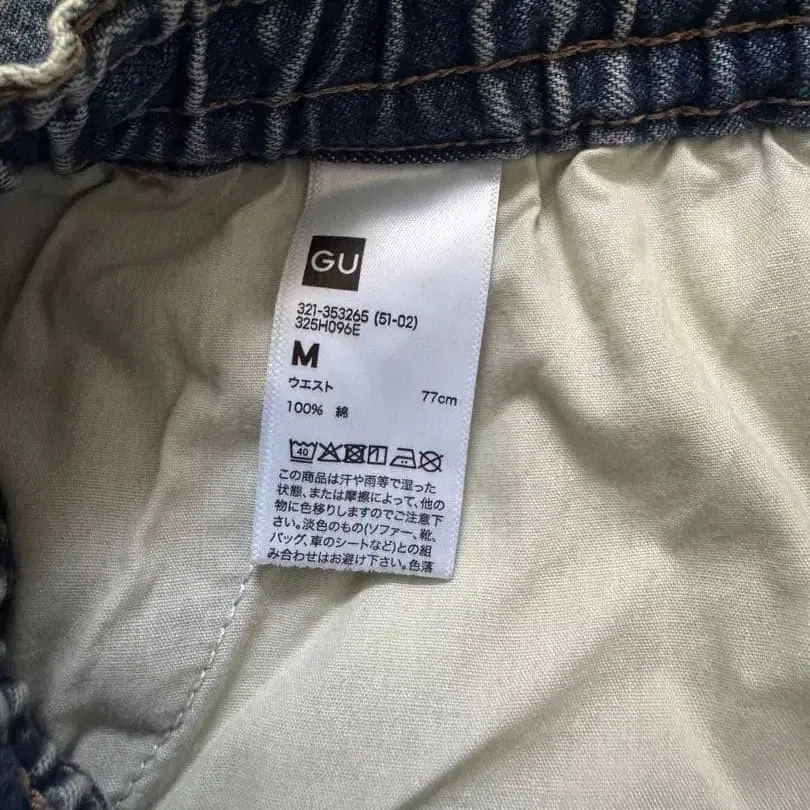 GU
321-353265 (51-02)
325H096E
M
ウエスト 77cm
100% 綿
40
この商品は汗や雨等で湿った
状態、または摩擦によって、他の
物に色移りしますのでご注意下
さい。淡色のもの(ソファー、靴、
バッグ、車のシートなど)との組
み合わせはお避け下さい。色落